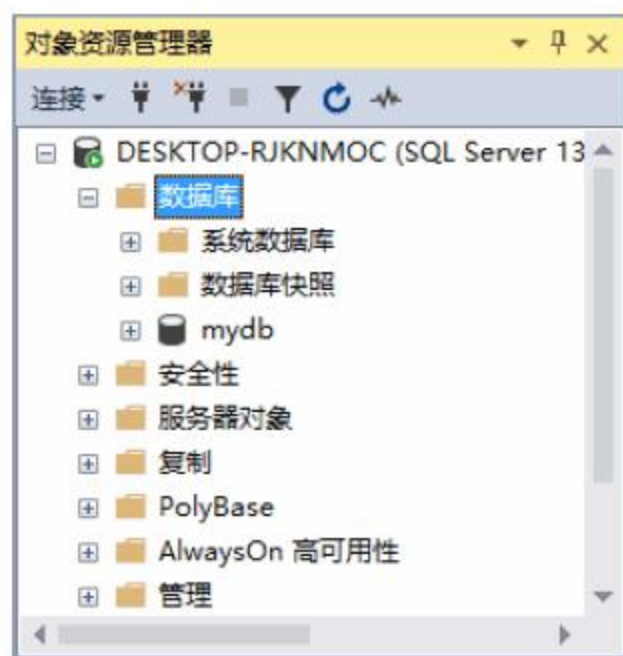 对象资源管理器
连接
DESKTOP-RJKNMOC (SQL Server 13
数据库
系统数据库
数据库快照
mydb
安全性
服务器对象
复制
PolyBase
AlwaysOn 高可用性
管理